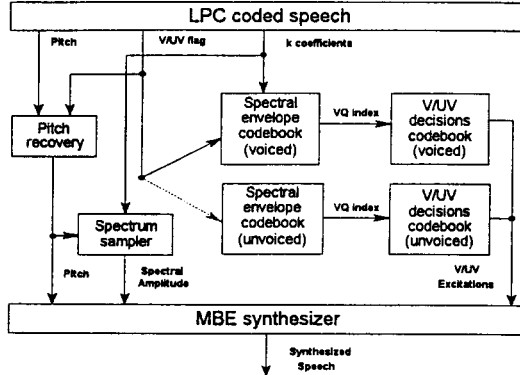 LPC coded speech
Pitch
V/UV flag
k coefficients
Pitch
recovery
Spectral
envelope
codebook
(voiced)
VQ index
V/UV
decisions
codebook
(voiced)
Spectral
envelope
codebook
(unvoiced)
VQ index
V/UV
decisions
codebook
(unvoiced)
Spectrum
sampler
Pitch
Spectral
Amplitude
V/UV
Excitations
MBE synthesizer
Synthesized
Speech